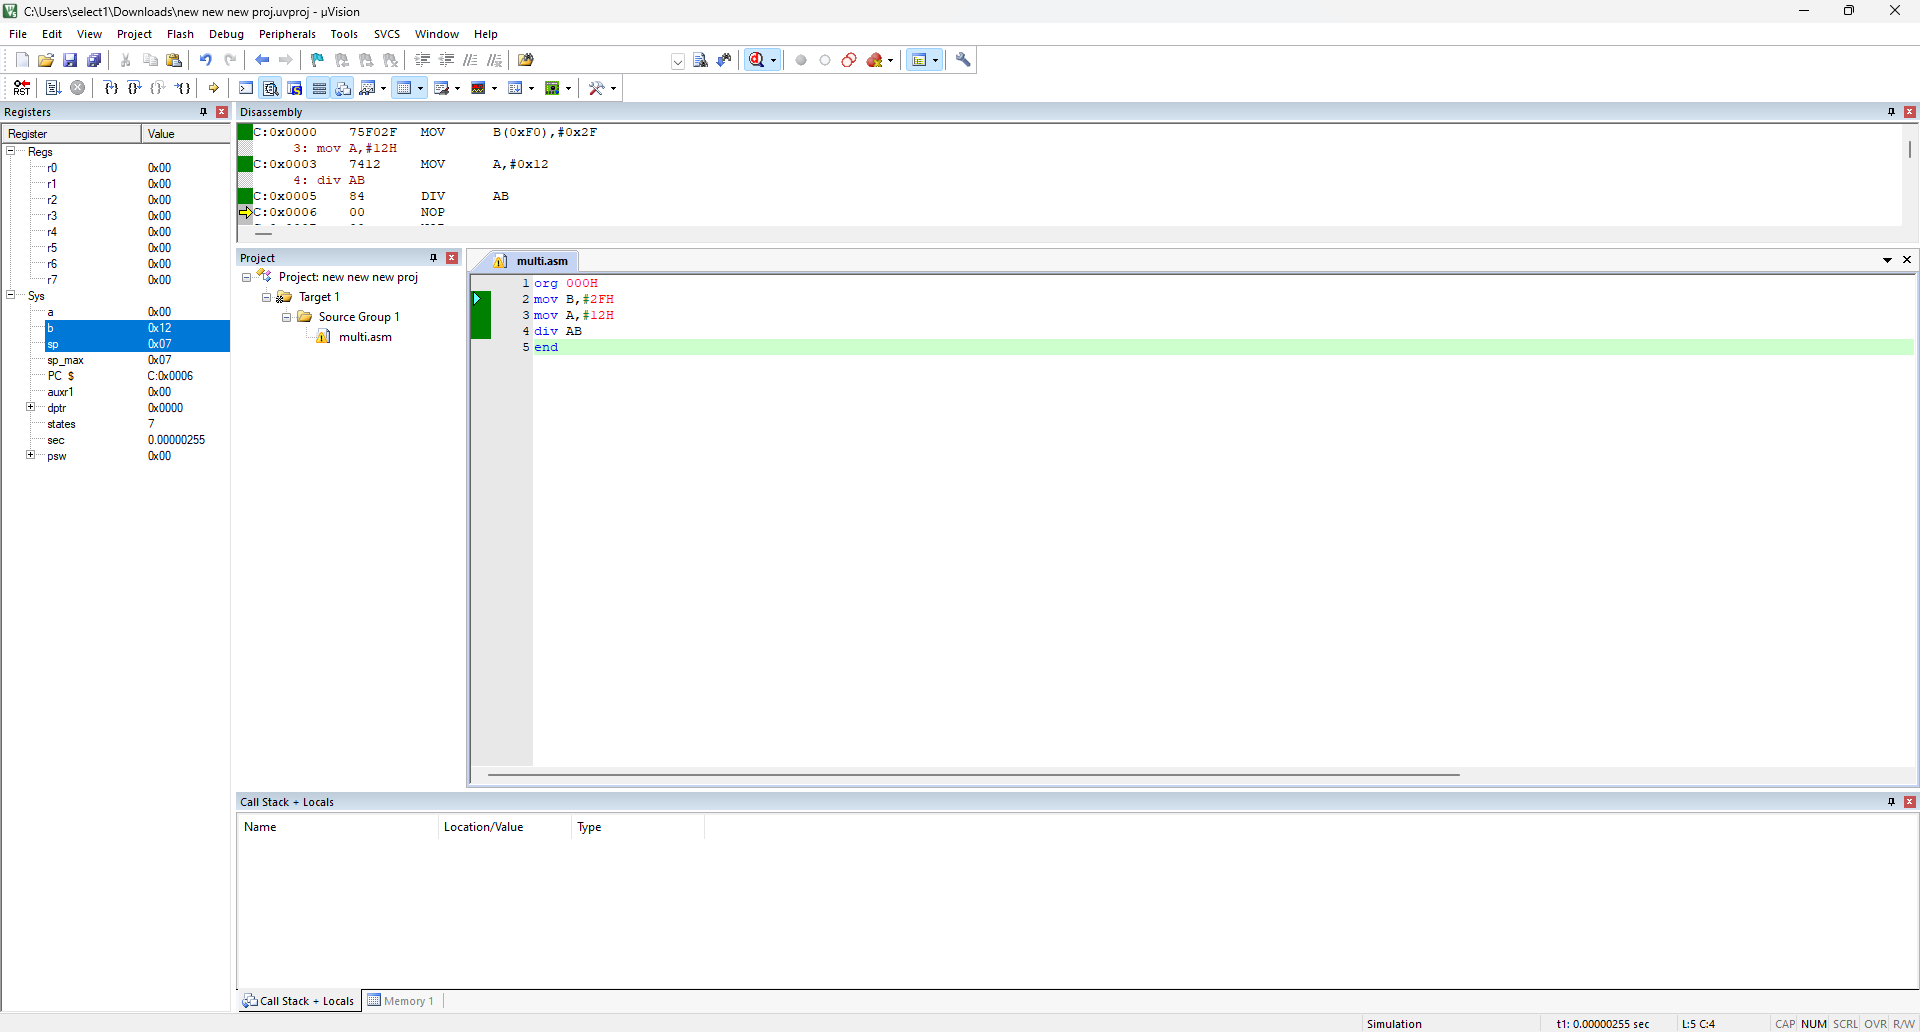 C:\Users\select1\Downloads\new new new proj.uvproj - µVision
File Edit View Project Flash Debug Peripherals Tools SVCS Window Help
Registers
Register Value
Regs
r0 0x00
r1 0x00
r2 0x00
r3 0x00
r4 0x00
r5 0x00
r6 0x00
r7 0x00
Sys
a 0x00
b 0x12
sp 0x07
sp_max 0x07
PC $ C:0x0006
auxr1 0x00
dptr 0x0000
states 7
sec 0.00000255
psw 0x00
Disassembly
C:0x0000 75F02F MOV B(0xF0),#0x2F
3: mov A,#12H
C:0x0003 7412 MOV A,#0x12
4: div AB
C:0x0005 84 DIV AB
C:0x0006 00 NOP
Project
Project: new new new proj
Target 1
Source Group 1
multi.asm
multi.asm
1 org 000H
2 mov B,#2FH
3 mov A,#12H
4 div AB
5 end
Call Stack + Locals
Name Location/Value Type
Call Stack + Locals Memory 1
Simulation t1: 0.00000255 sec L:5 C:4 CAP NUM SCRL OVR R/W